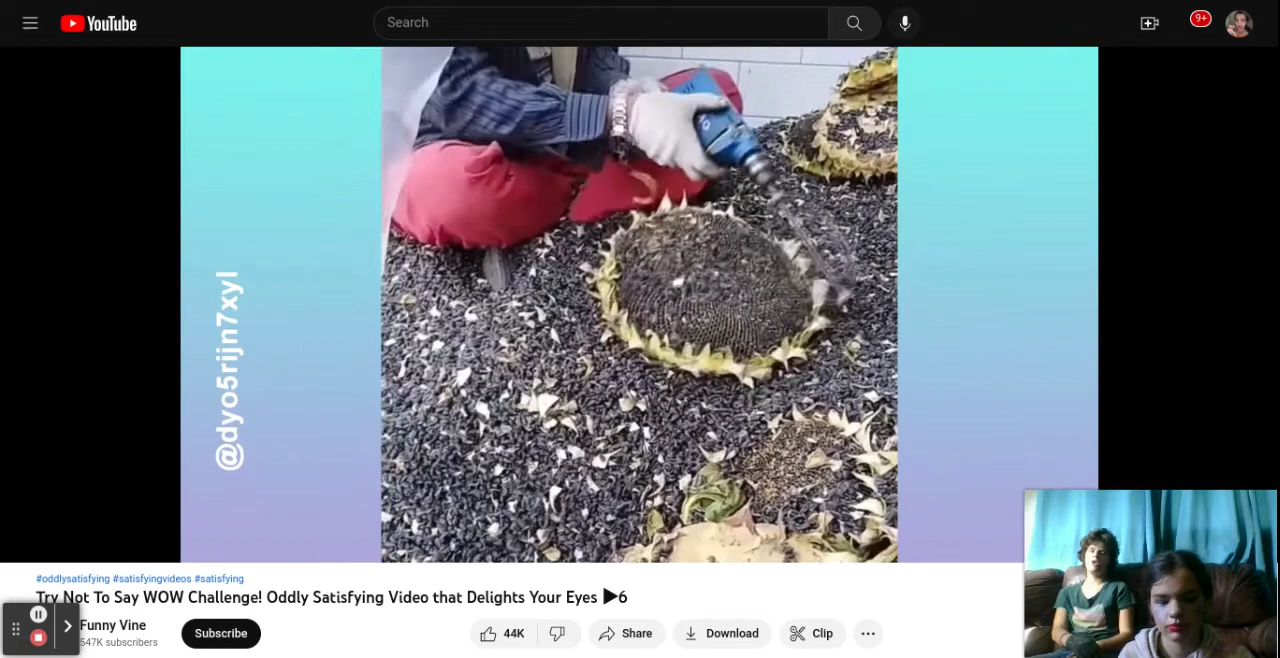 YouTube
Search
9+
@dyo5rijn7xyl
#oddlysatisfying #satisfyingvideos #satisfying
Try Not To Say WOW Challenge! Oddly Satisfying Video that Delights Your Eyes ▶6
Funny Vine
547K subscribers
Subscribe
44K
Share
Download
Clip